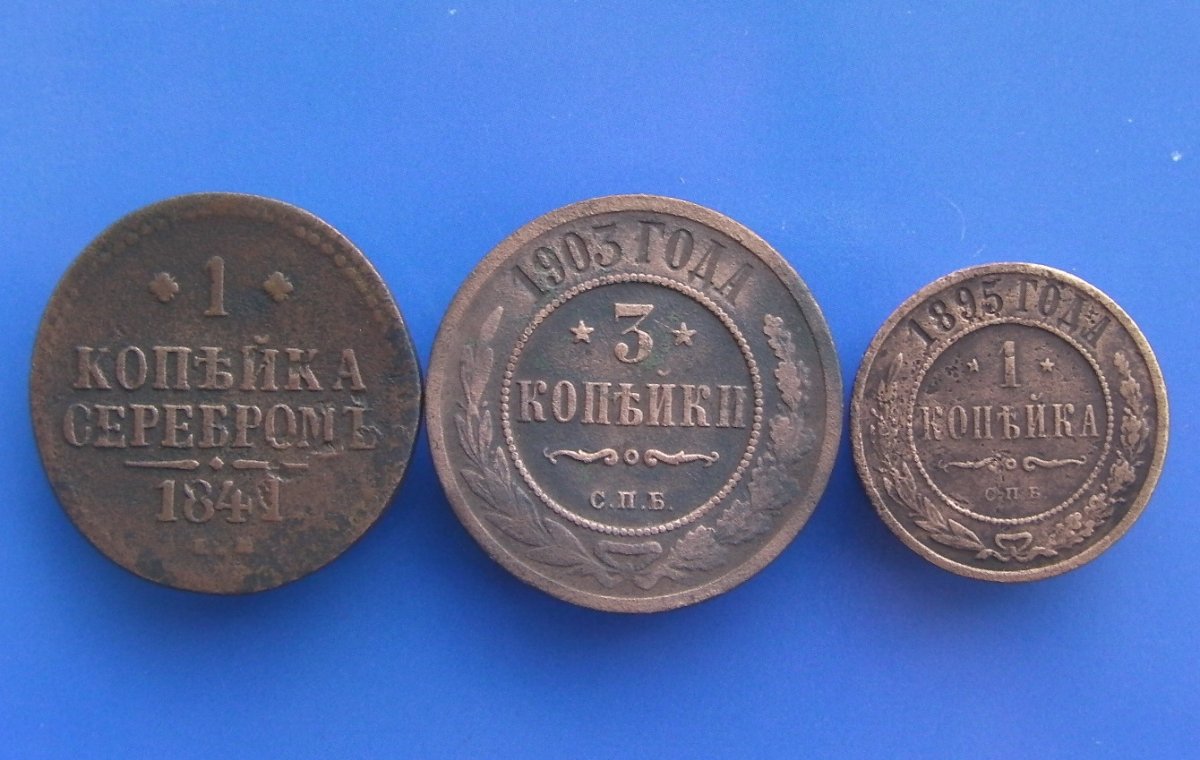 1
КОПѢЙКА
СЕРЕБРОМЪ
1841
1903 ГОДА
3
КОПѢЙКИ
С.П.Б.
1895 ГОДА
1
КОПѢЙКА
С.П.Б